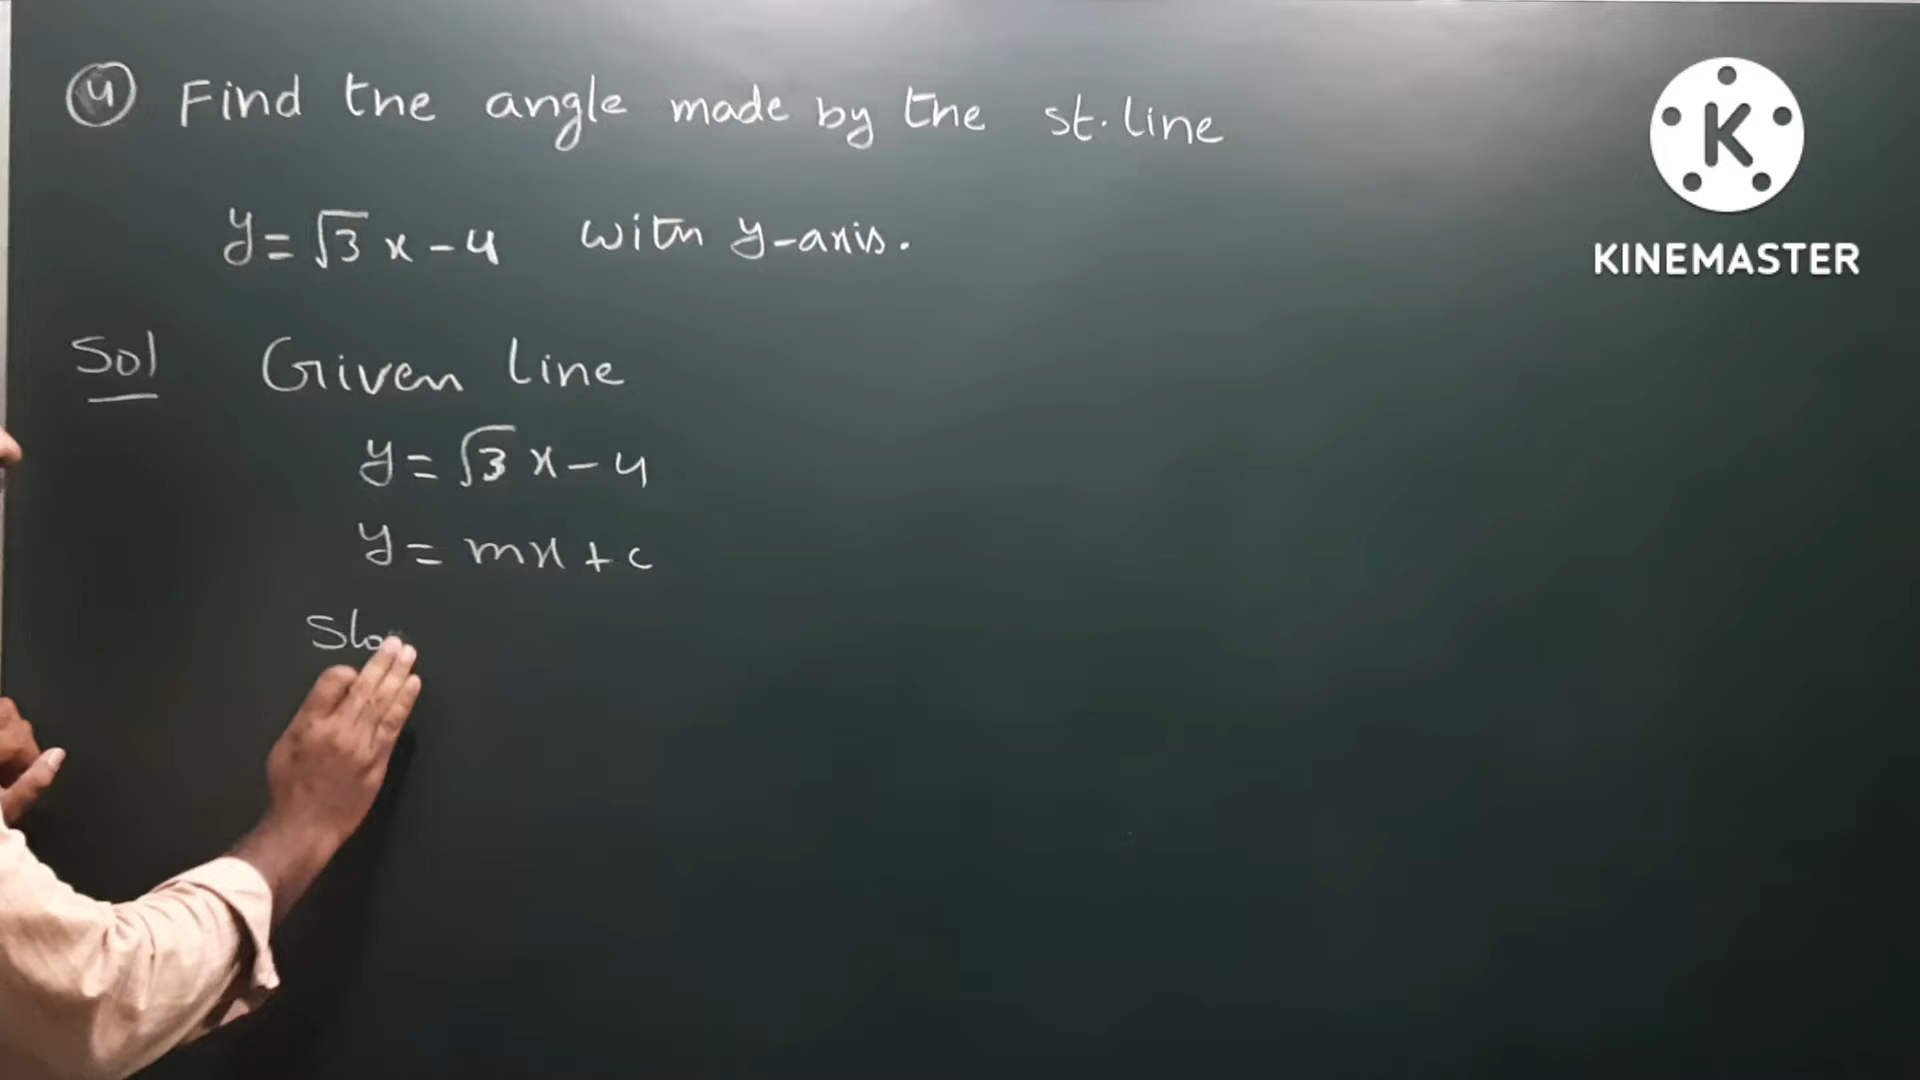 ④ Find the angle made by the st. line
y = √3 x - 4 with y-axis.
Sol Given line
y = √3 x - 4
y = mx + c
Slo
K
KINEMASTER